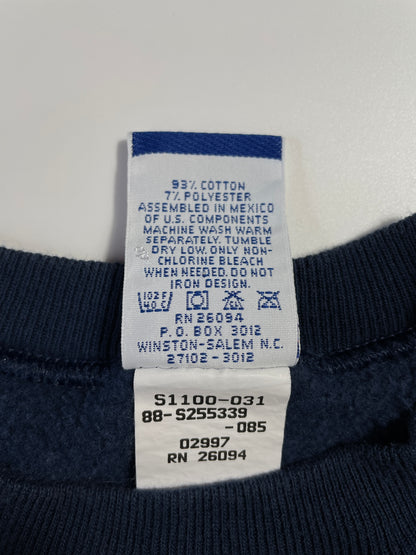 93% COTTON
7% POLYESTER
ASSEMBLED IN MEXICO
OF U.S. COMPONENTS
MACHINE WASH WARM
SEPARATELY. TUMBLE
DRY LOW. ONLY NON-
CHLORINE BLEACH
WHEN NEEDED. DO NOT
IRON DESIGN.
102F
40C
RN 26094
P.O. BOX 3012
WINSTON-SALEM N.C.
27102-3012
S1100-031
88-S255339
-085
02997
RN 26094